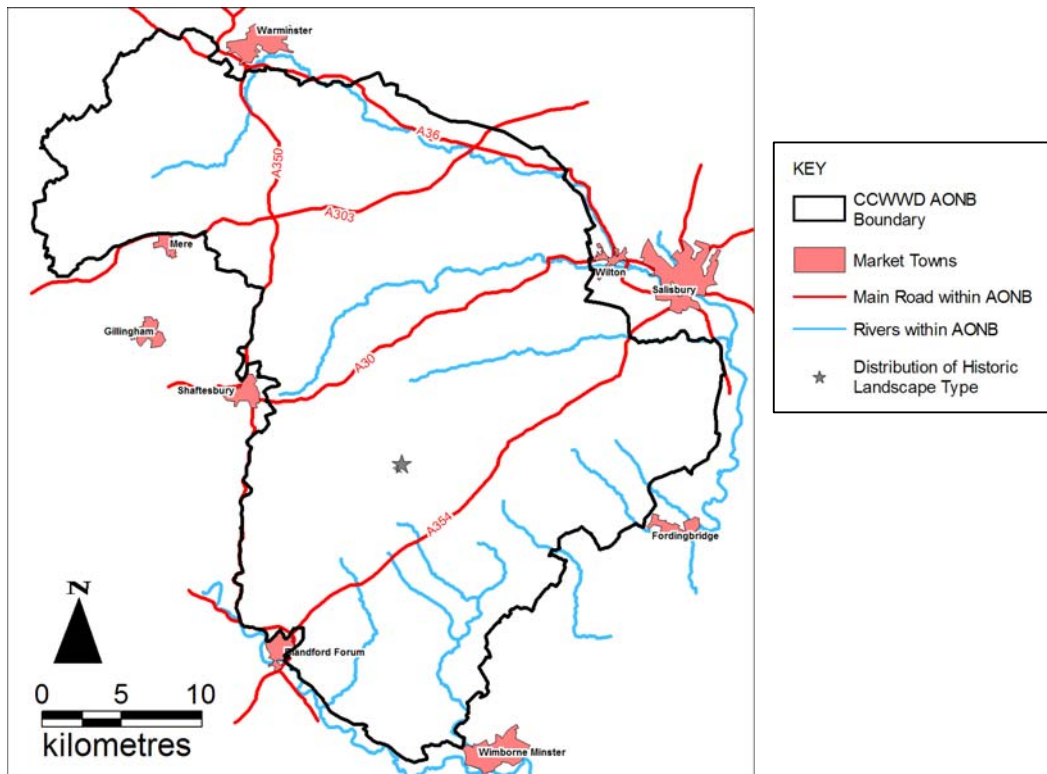 Warminster
A36
A350
A303
Mere
Wilton
Salisbury
Gillingham
A30
Shaftesbury
A354
Fordingbridge
Blandford Forum
Wimborne Minster
N
0 5 10
kilometres
KEY
CCWWD AONB
Boundary
Market Towns
Main Road within AONB
Rivers within AONB
Distribution of Historic
Landscape Type